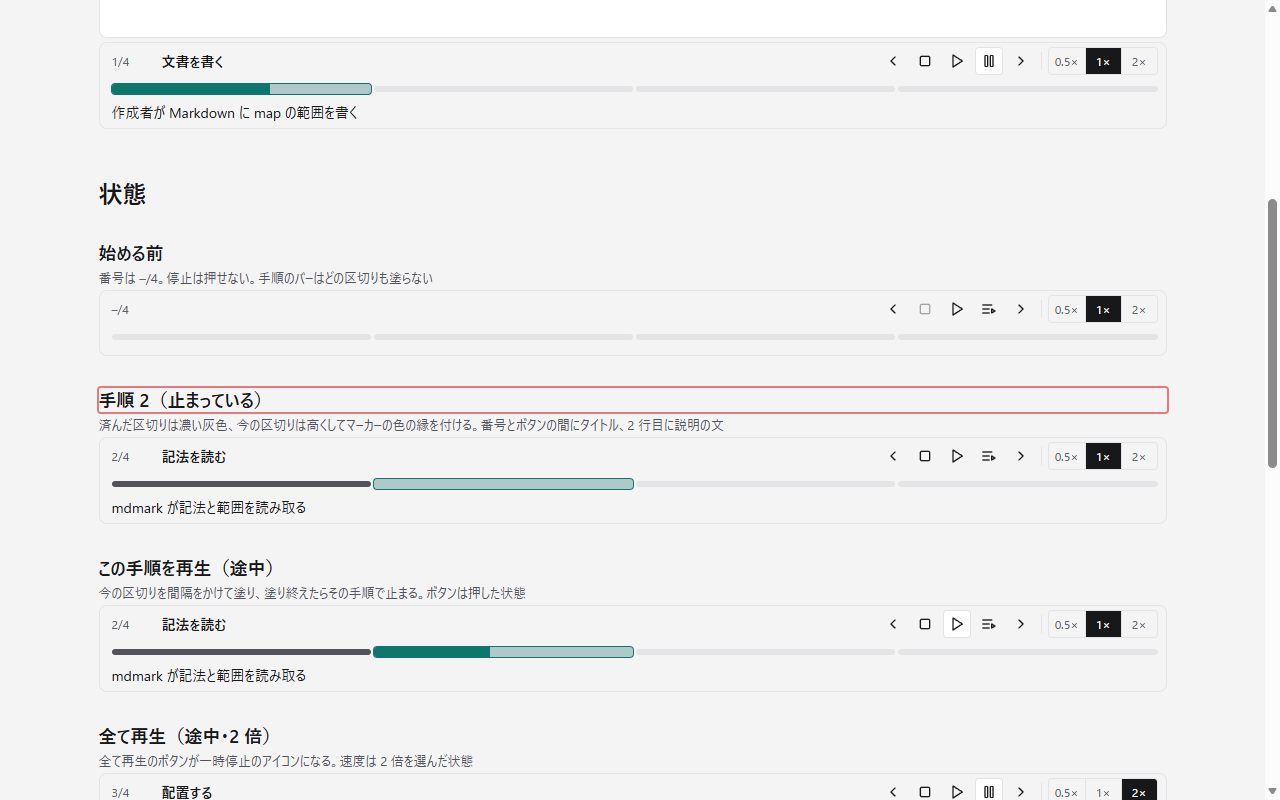 1/4 文書を書く 0.5× 1× 2×
作成者が Markdown に map の範囲を書く
状態
始める前
番号は –/4。停止は押せない。手順のバーはどの区切りも塗らない
–/4 0.5× 1× 2×
手順 2（止まっている）
済んだ区切りは濃い灰色、今の区切りは高くしてマーカーの色の縁を付ける。番号とボタンの間にタイトル、2 行目に説明の文
2/4 記法を読む 0.5× 1× 2×
mdmark が記法と範囲を読み取る
この手順を再生（途中）
今の区切りを間隔をかけて塗り、塗り終えたらその手順で止まる。ボタンは押した状態
2/4 記法を読む 0.5× 1× 2×
mdmark が記法と範囲を読み取る
全て再生（途中・2 倍）
全て再生のボタンが一時停止のアイコンになる。速度は 2 倍を選んだ状態
3/4 配置する 0.5× 1× 2×